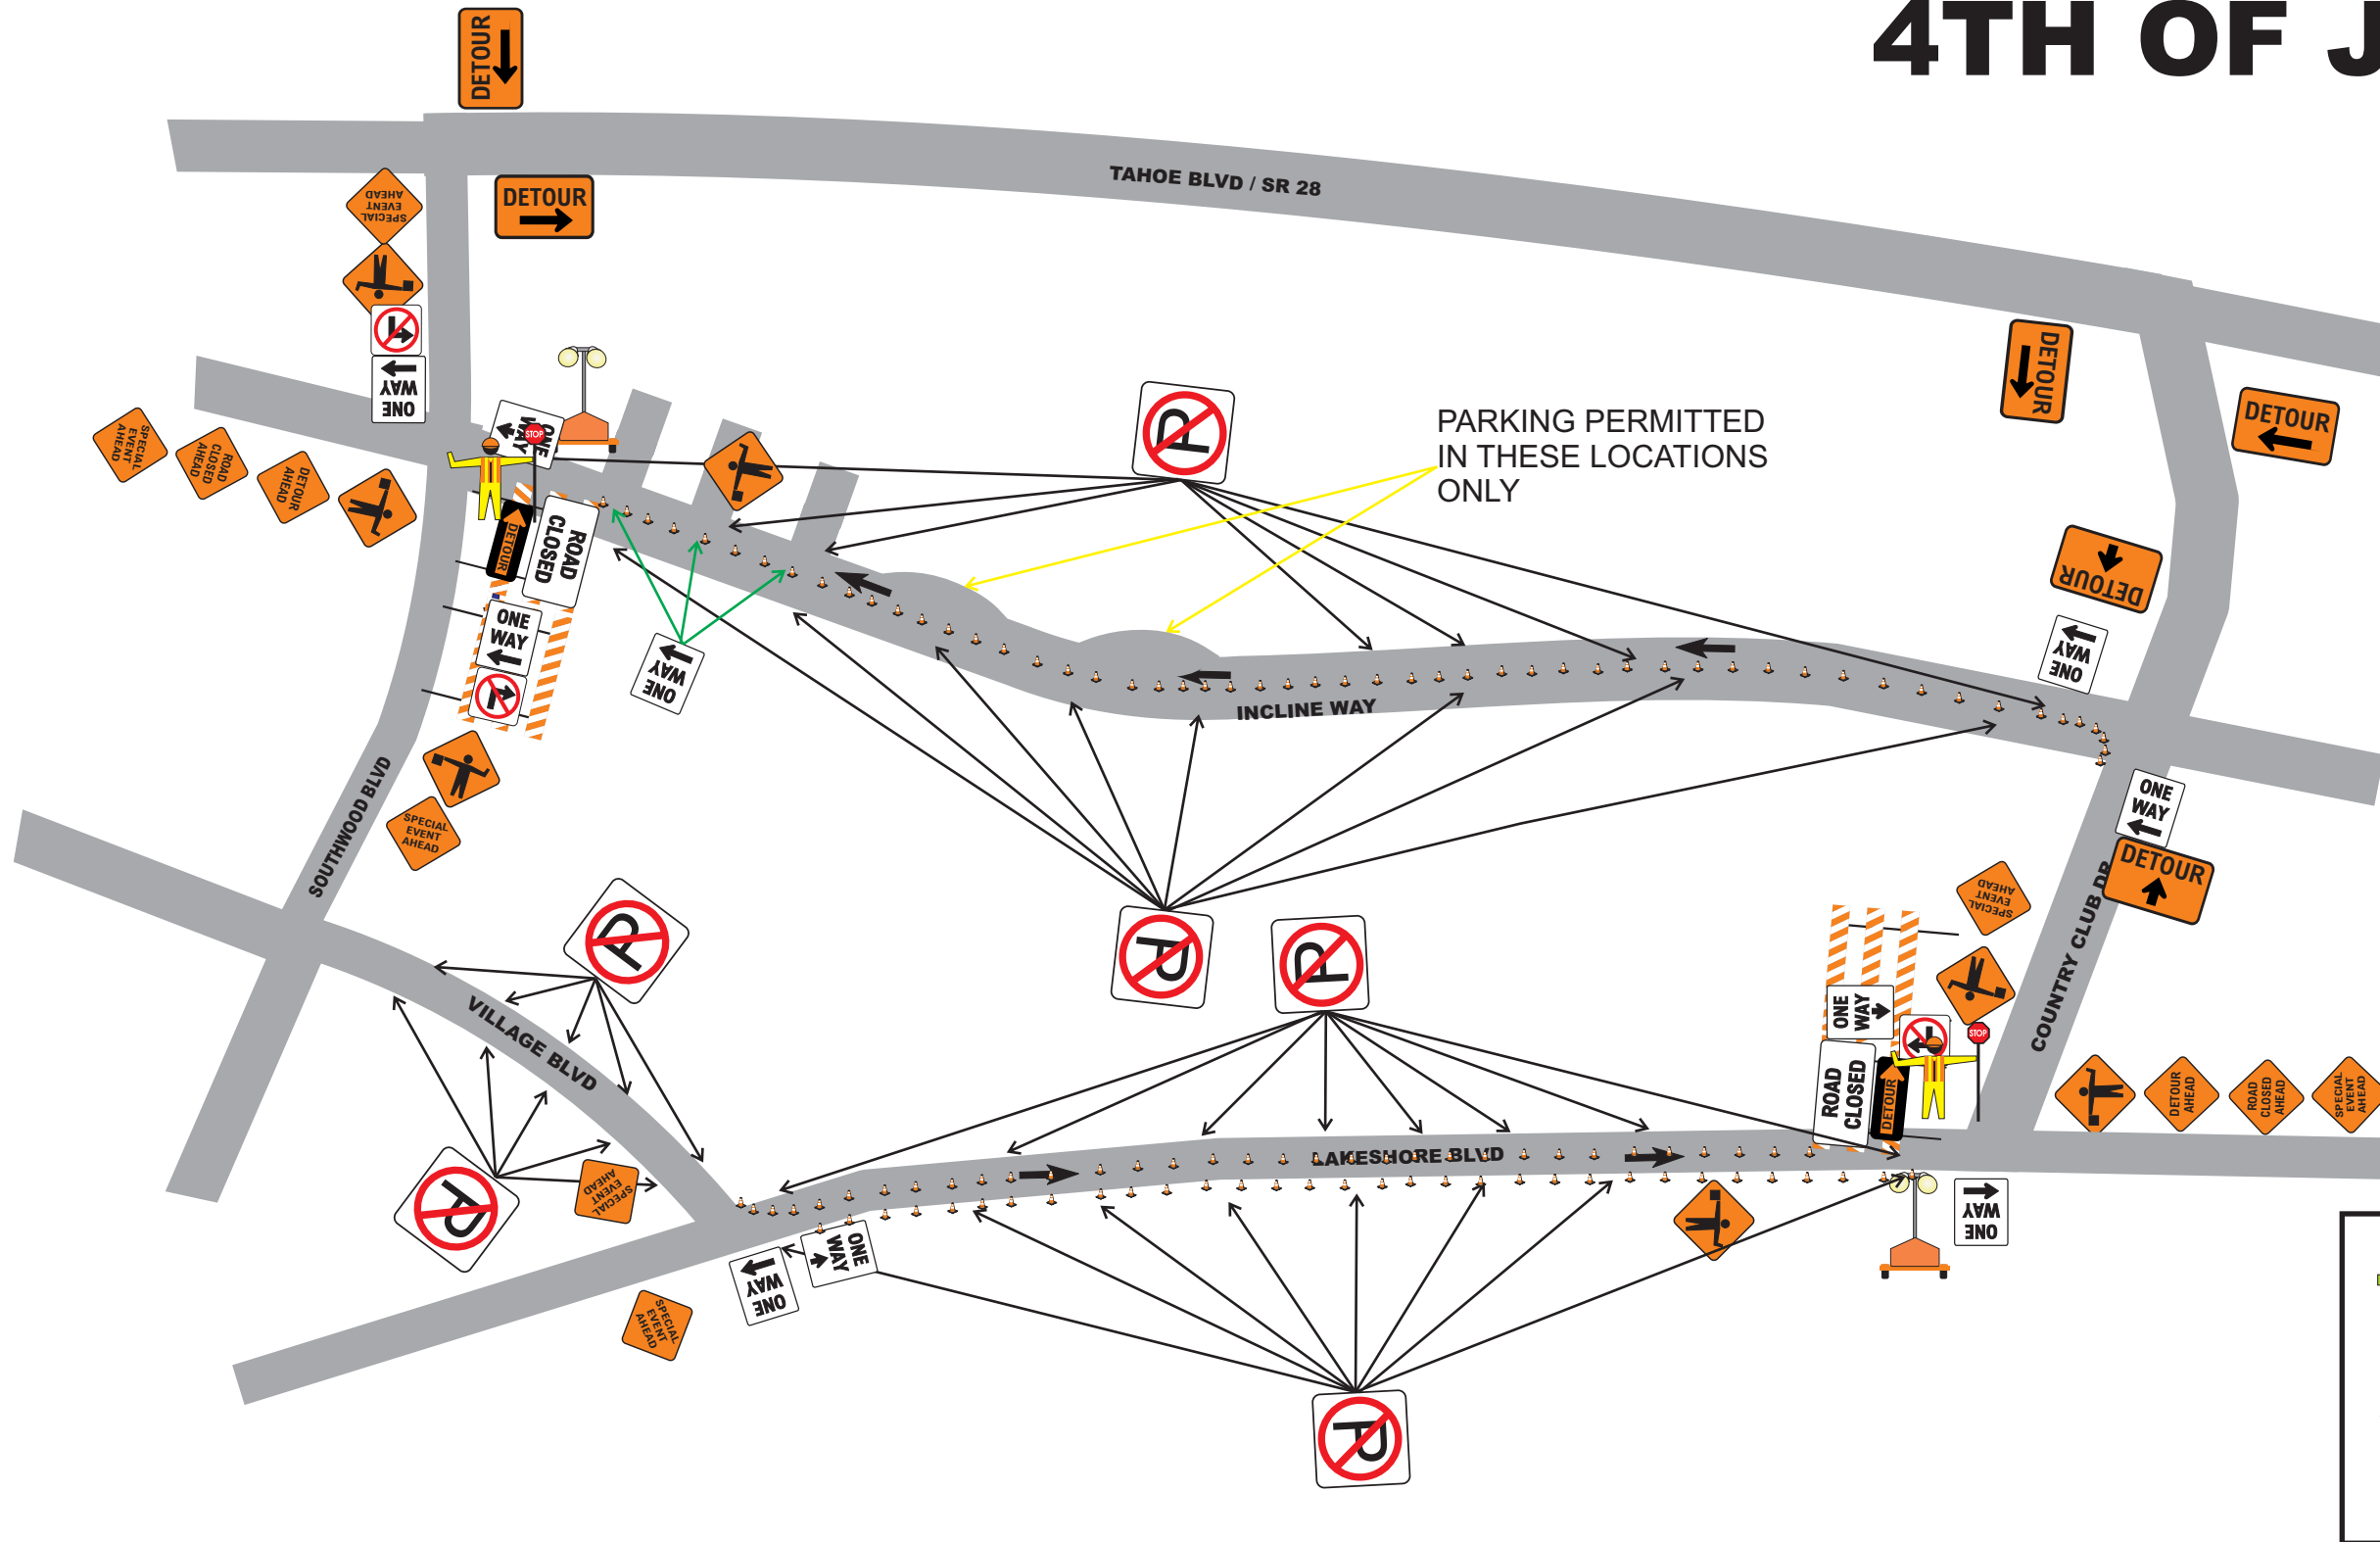 4TH OF J
DETOUR
TAHOE BLVD / SR 28
SPECIAL
EVENT
AHEAD
DETOUR
DETOUR
DETOUR
ONE
WAY
PARKING PERMITTED
IN THESE LOCATIONS
ONLY
P
ONE
WAY
STOP
SPECIAL
EVENT
AHEAD
ROAD
CLOSED
AHEAD
DETOUR
AHEAD
DETOUR
ROAD
CLOSED
DETOUR
ONE
WAY
ONE
WAY
ONE
WAY
INCLINE WAY
SOUTHWOOD BLVD
SPECIAL
EVENT
AHEAD
ONE
WAY
DETOUR
COUNTRY CLUB DR
SPECIAL
EVENT
AHEAD
P
P
P
VILLAGE BLVD
ONE
WAY
STOP
ROAD
CLOSED
DETOUR
DETOUR
AHEAD
ROAD
CLOSED
AHEAD
SPECIAL
EVENT
AHEAD
LAKESHORE BLVD
P
SPECIAL
EVENT
AHEAD
ONE
WAY
ONE
WAY
ONE
WAY
SPECIAL
EVENT
AHEAD
P